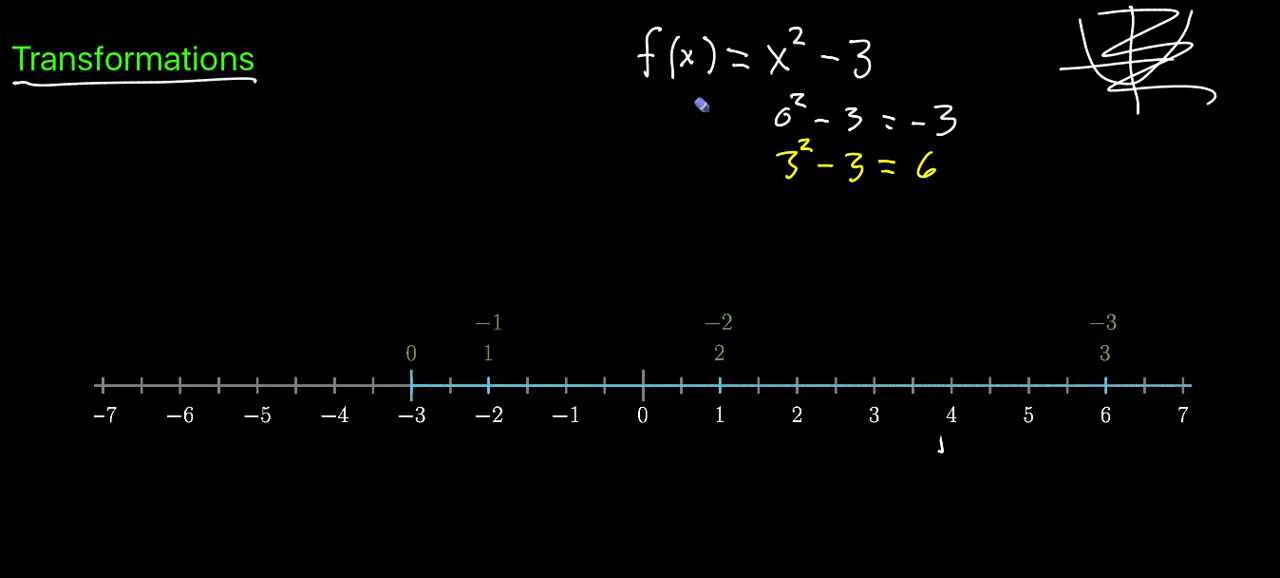 Transformations
f(x) = x² - 3
0² - 3 = -3
3² - 3 = 6
−1 −2 −3
0 1 2 3
−7 −6 −5 −4 −3 −2 −1 0 1 2 3 4 5 6 7